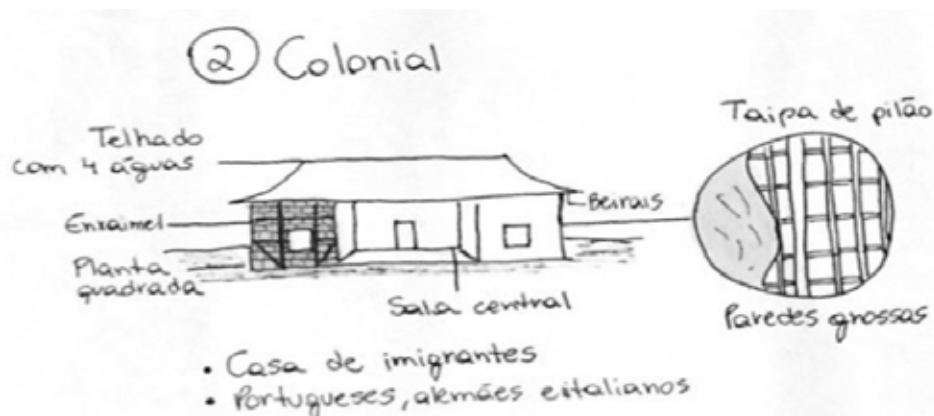 2 Colonial
Taipa de pilão
Telhado
com 4 águas
Beirais
Enxaimel
Planta
quadrada
Sala central
Paredes grossas
• Casa de imigrantes
• Portugueses, alemães e italianos